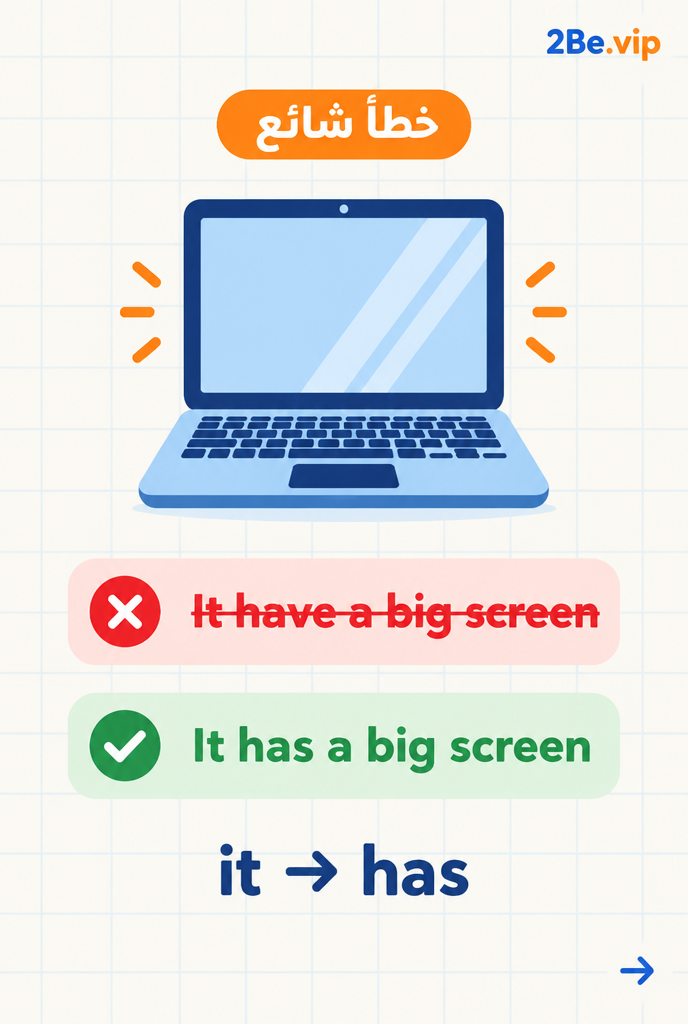 2Be.vip
خطأ شائع
It have a big screen
It has a big screen
it → has
→